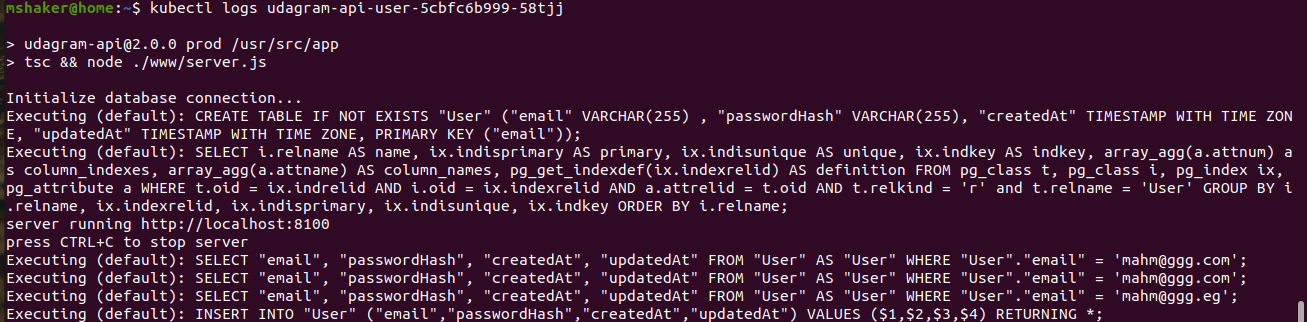 mshaker@home:~$ kubectl logs udagram-api-user-5cbfc6b999-58tjj
> udagram-api@2.0.0 prod /usr/src/app
> tsc && node ./www/server.js
Initialize database connection...
Executing (default): CREATE TABLE IF NOT EXISTS "User" ("email" VARCHAR(255) , "passwordHash" VARCHAR(255), "createdAt" TIMESTAMP WITH TIME ZON
E, "updatedAt" TIMESTAMP WITH TIME ZONE, PRIMARY KEY ("email"));
Executing (default): SELECT i.relname AS name, ix.indisprimary AS primary, ix.indisunique AS unique, ix.indkey AS indkey, array_agg(a.attnum) a
s column_indexes, array_agg(a.attname) AS column_names, pg_get_indexdef(ix.indexrelid) AS definition FROM pg_class t, pg_class i, pg_index ix,
pg_attribute a WHERE t.oid = ix.indrelid AND i.oid = ix.indexrelid AND a.attrelid = t.oid AND t.relkind = 'r' and t.relname = 'User' GROUP BY i
.relname, ix.indexrelid, ix.indisprimary, ix.indisunique, ix.indkey ORDER BY i.relname;
server running http://localhost:8100
press CTRL+C to stop server
Executing (default): SELECT "email", "passwordHash", "createdAt", "updatedAt" FROM "User" AS "User" WHERE "User"."email" = 'mahm@ggg.com';
Executing (default): SELECT "email", "passwordHash", "createdAt", "updatedAt" FROM "User" AS "User" WHERE "User"."email" = 'mahm@ggg.com';
Executing (default): SELECT "email", "passwordHash", "createdAt", "updatedAt" FROM "User" AS "User" WHERE "User"."email" = 'mahm@ggg.eg';
Executing (default): INSERT INTO "User" ("email","passwordHash","createdAt","updatedAt") VALUES ($1,$2,$3,$4) RETURNING *;